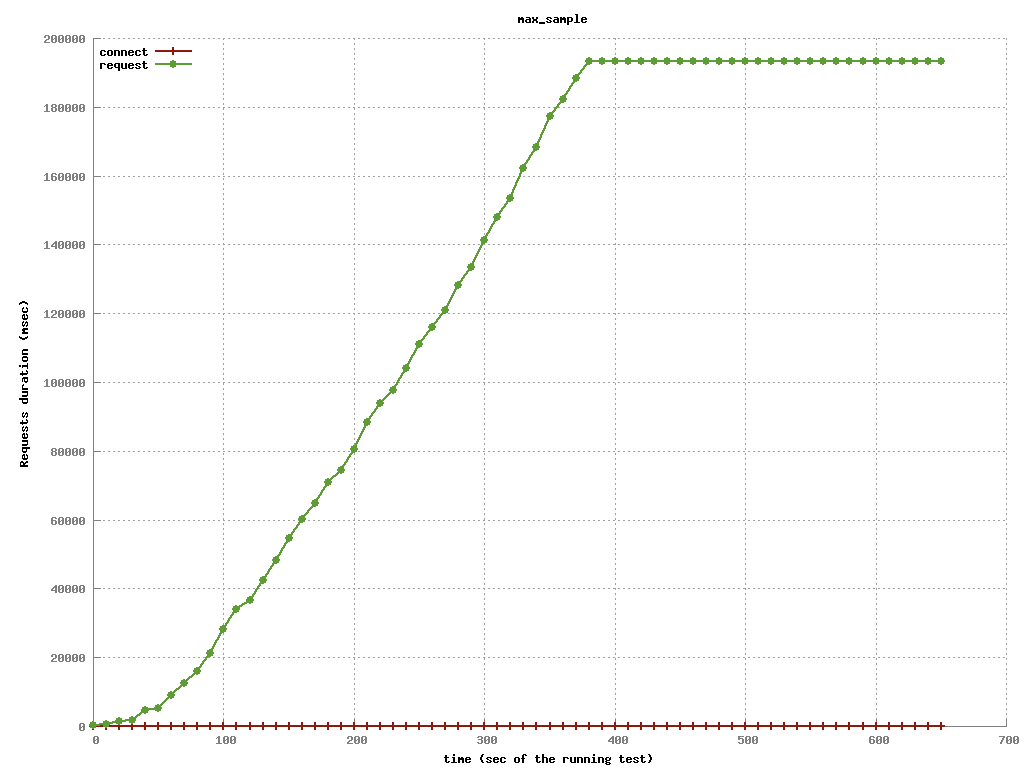 max_sample
connect
request
200000
180000
160000
140000
120000
100000
80000
60000
40000
20000
0
Requests duration (msec)
0 100 200 300 400 500 600 700
time (sec of the running test)